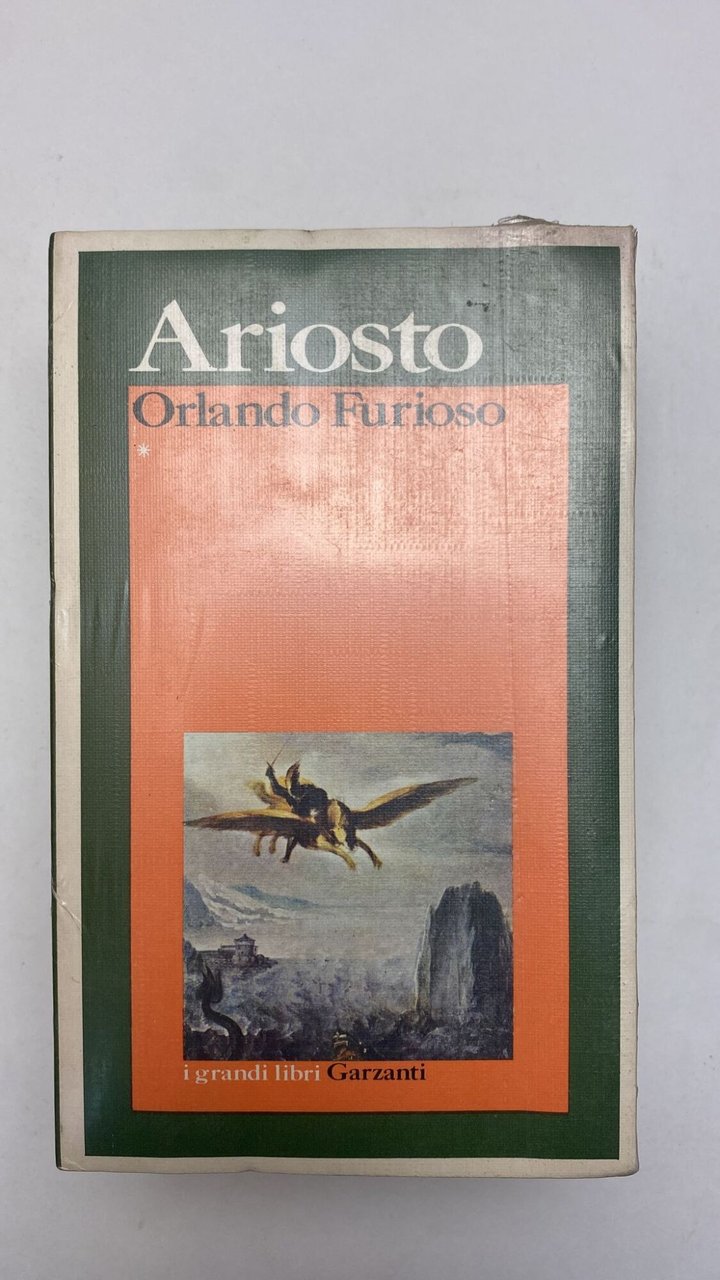 Ariosto
Orlando Furioso
*
i grandi libri Garzanti